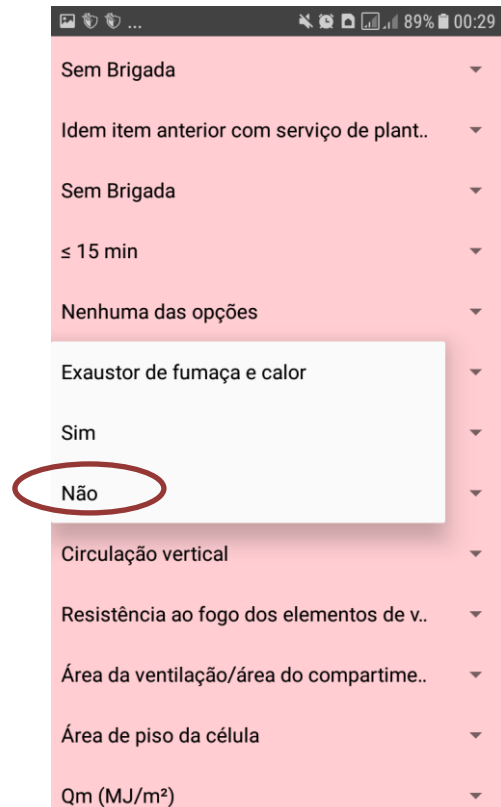 ... 89% 00:29
Sem Brigada
Idem item anterior com serviço de plant..
Sem Brigada
≤ 15 min
Nenhuma das opções
Exaustor de fumaça e calor
Sim
Não
Circulação vertical
Resistência ao fogo dos elementos de v..
Área da ventilação/área do compartime..
Área de piso da célula
Qm (MJ/m²)